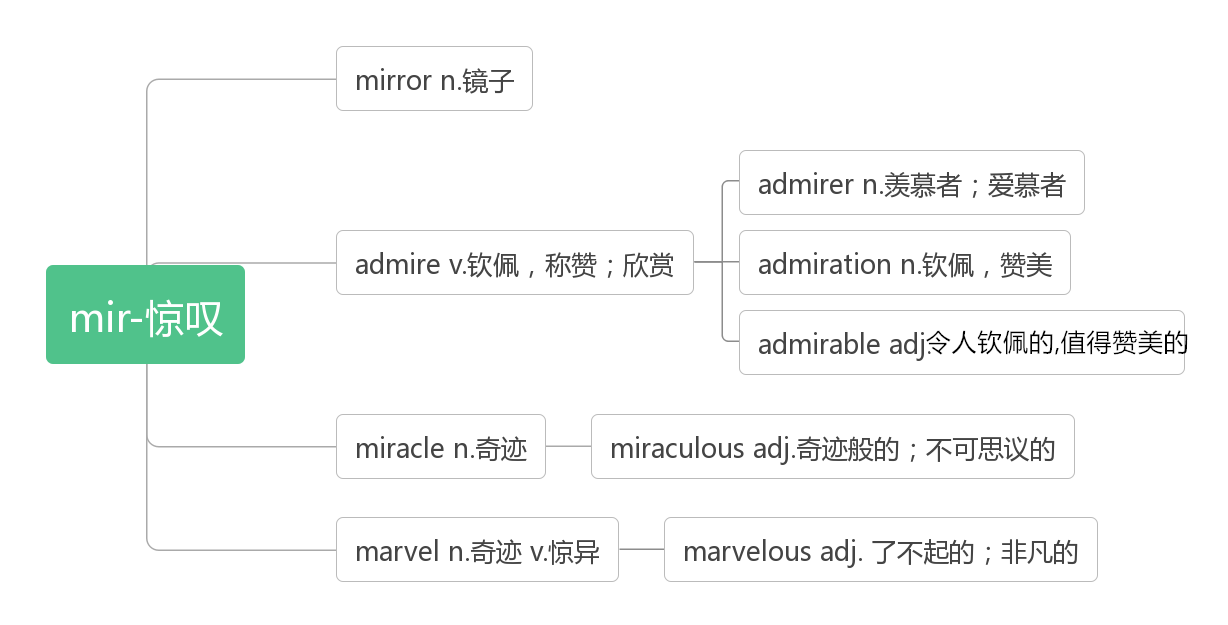 mirror n.镜子
admirer n.羡慕者；爱慕者
admire v.钦佩，称赞；欣赏
admiration n.钦佩，赞美
mir-惊叹
admirable adj.令人钦佩的,值得赞美的
miracle n.奇迹
miraculous adj.奇迹般的；不可思议的
marvel n.奇迹 v.惊异
marvelous adj. 了不起的；非凡的